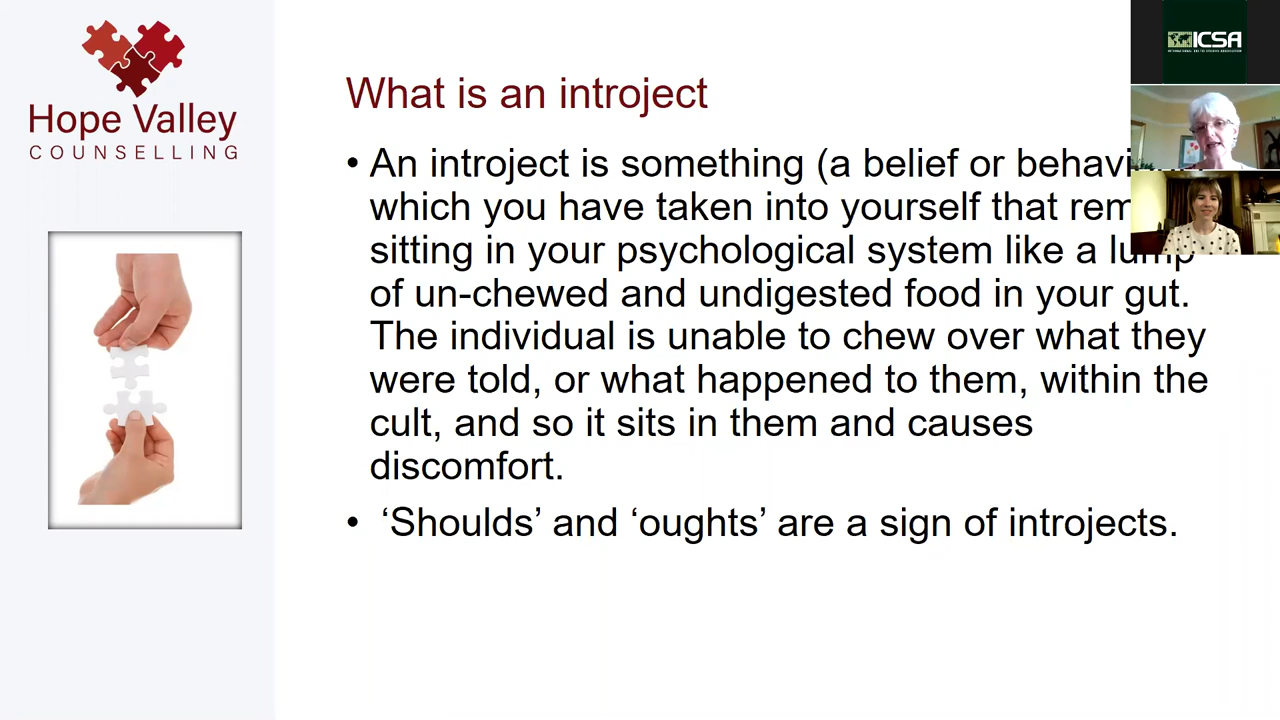 Hope Valley
COUNSELLING
What is an introject
• An introject is something (a belief or behavi
which you have taken into yourself that rem
sitting in your psychological system like a lump
of un-chewed and undigested food in your gut.
The individual is unable to chew over what they
were told, or what happened to them, within the
cult, and so it sits in them and causes
discomfort.
• ‘Shoulds’ and ‘oughts’ are a sign of introjects.
ICSA